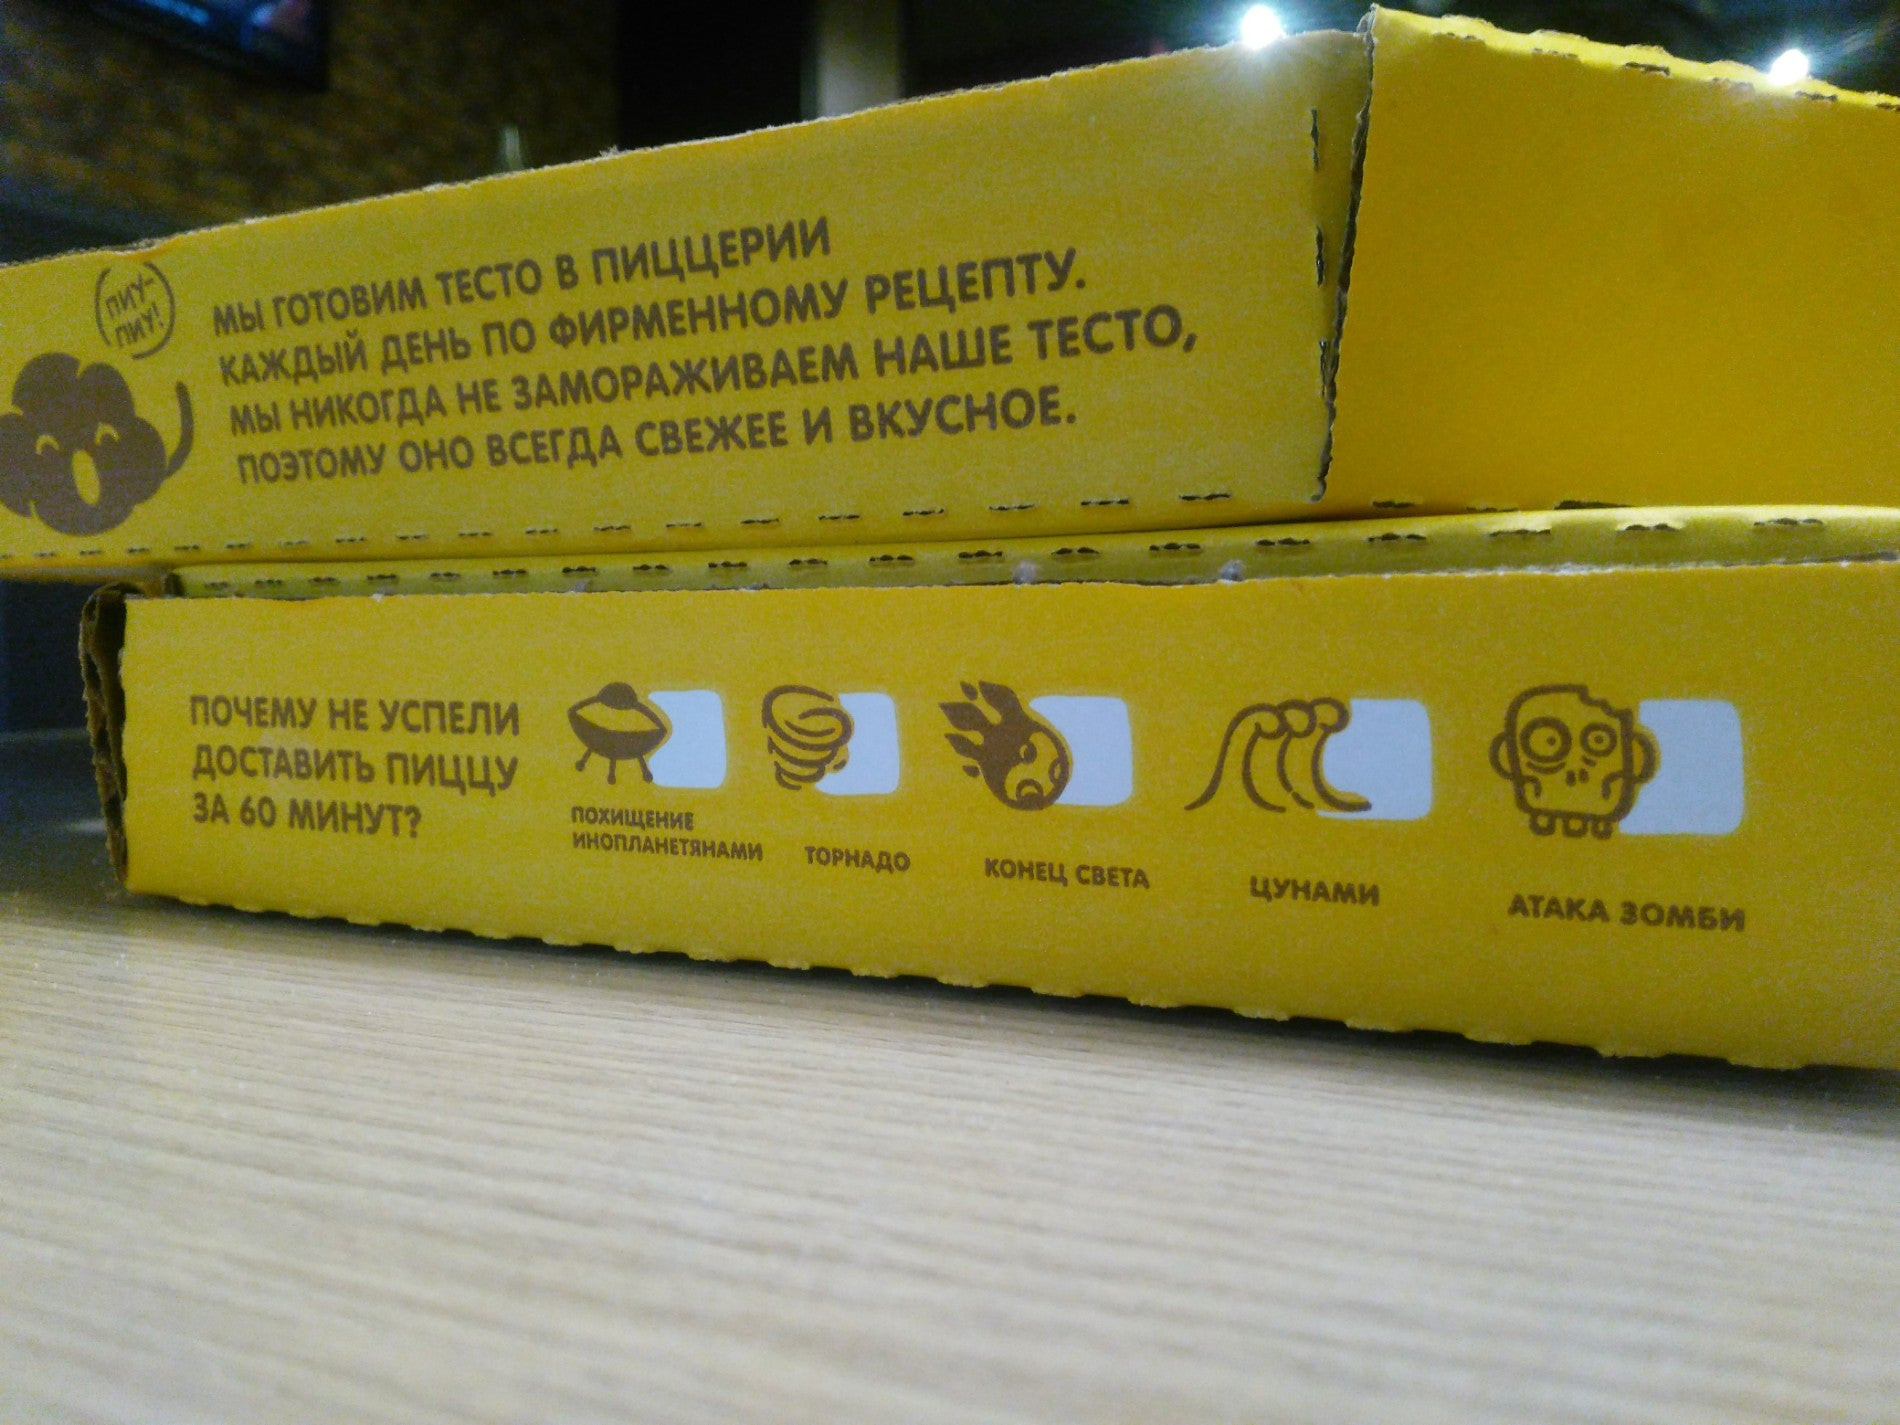 ПИУ-
ПИУ!
МЫ ГОТОВИМ ТЕСТО В ПИЦЦЕРИИ
КАЖДЫЙ ДЕНЬ ПО ФИРМЕННОМУ РЕЦЕПТУ.
МЫ НИКОГДА НЕ ЗАМОРАЖИВАЕМ НАШЕ ТЕСТО,
ПОЭТОМУ ОНО ВСЕГДА СВЕЖЕЕ И ВКУСНОЕ.
ПОЧЕМУ НЕ УСПЕЛИ
ДОСТАВИТЬ ПИЦЦУ
ЗА 60 МИНУТ?
ПОХИЩЕНИЕ
ИНОПЛАНЕТЯНАМИ
ТОРНАДО
КОНЕЦ СВЕТА
ЦУНАМИ
АТАКА ЗОМБИ